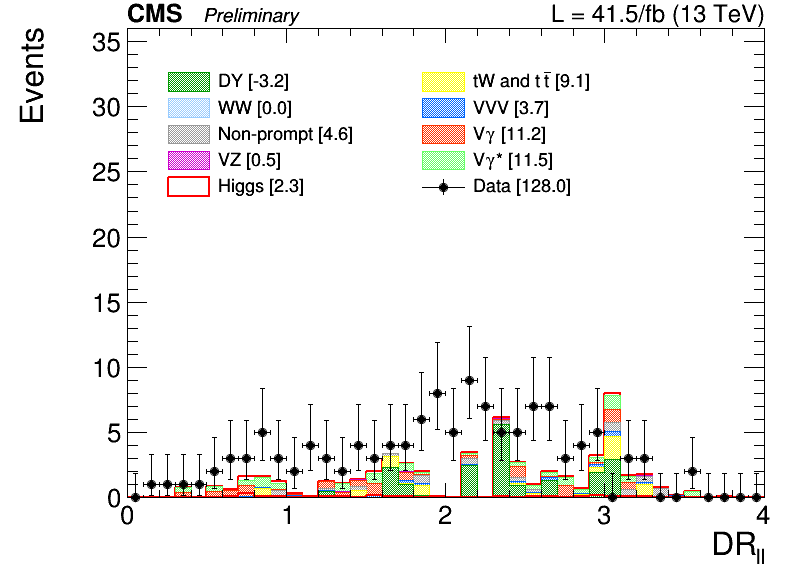 CMS Preliminary L = 41.5/fb (13 TeV)
Events
35
30
25
20
15
10
5
0
DY [-3.2]
WW [0.0]
Non-prompt [4.6]
VZ [0.5]
Higgs [2.3]
tW and tt̄ [9.1]
VVV [3.7]
Vγ [11.2]
Vγ* [11.5]
Data [128.0]
0 1 2 3 4
DR_ll